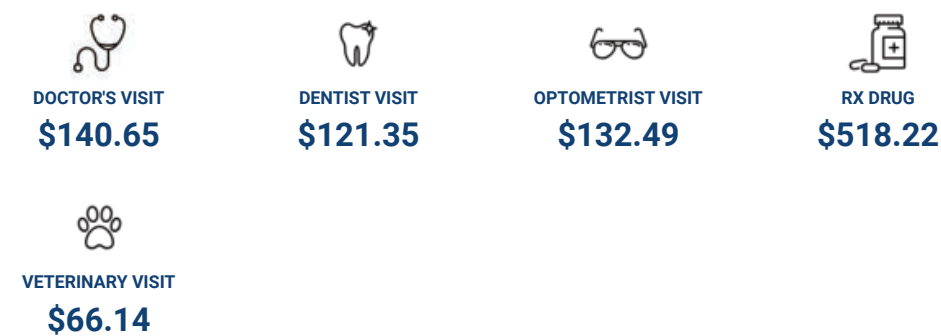 DOCTOR'S VISIT
$140.65
DENTIST VISIT
$121.35
OPTOMETRIST VISIT
$132.49
RX DRUG
$518.22
VETERINARY VISIT
$66.14